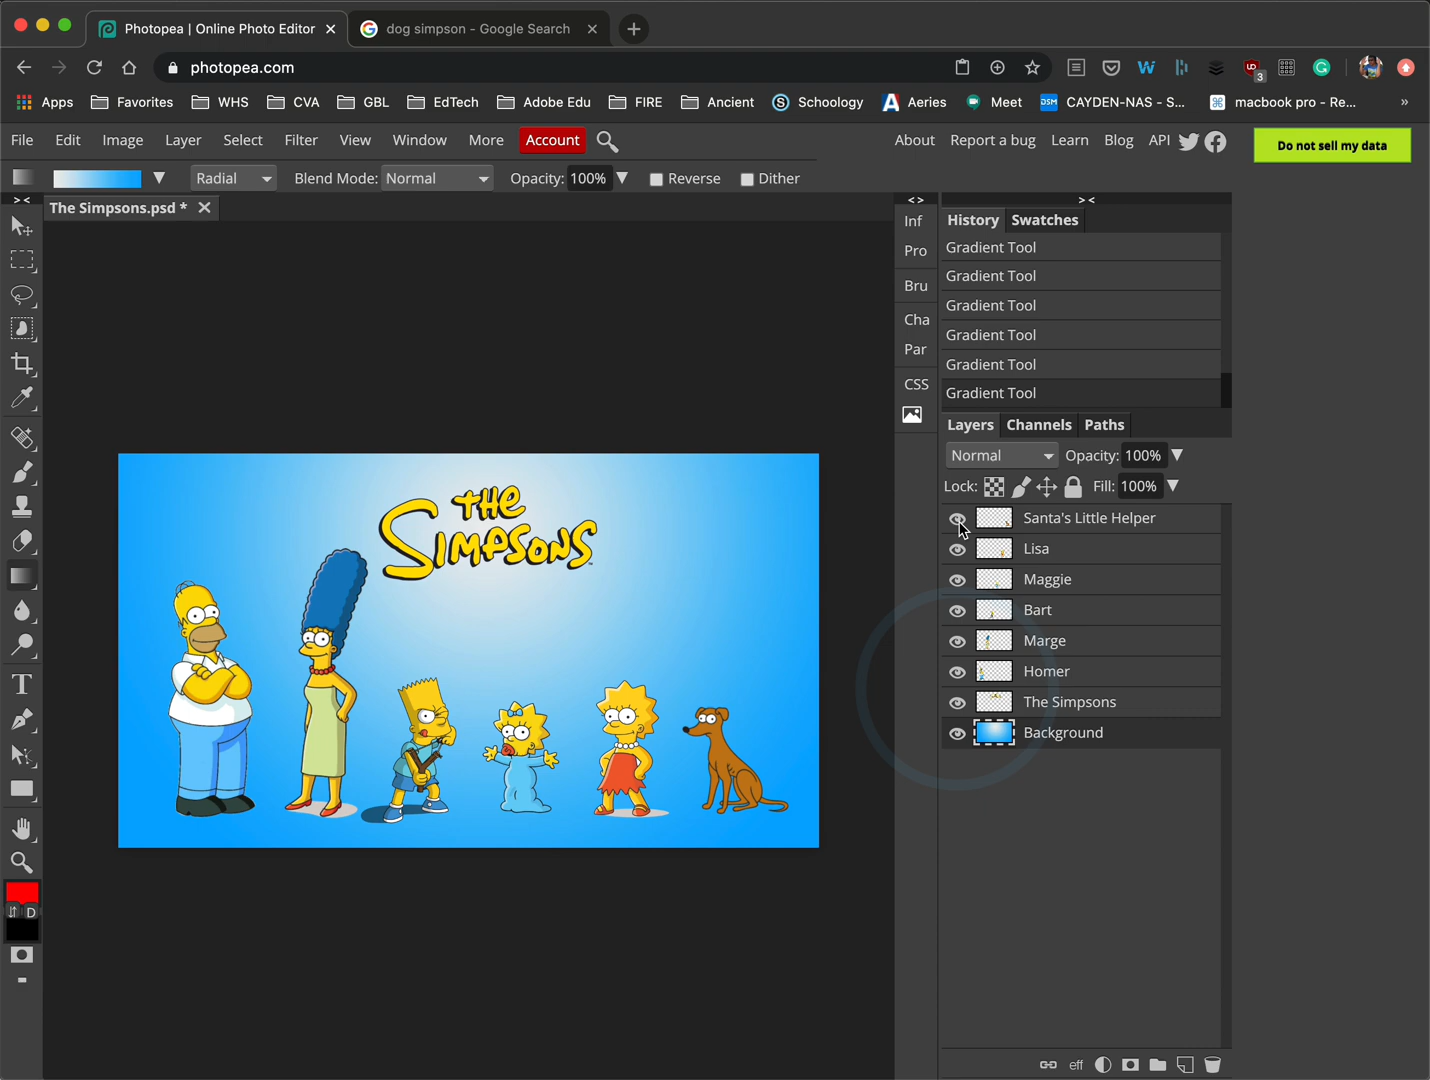 Photopea | Online Photo Editor
dog simpson - Google Search
photopea.com
3
Apps Favorites WHS CVA GBL EdTech Adobe Edu FIRE Ancient Schoology Aeries Meet CAYDEN-NAS - S... macbook pro - Re... »
File Edit Image Layer Select Filter View Window More Account About Report a bug Learn Blog API Do not sell my data
Radial Blend Mode: Normal Opacity: 100% Reverse Dither
The Simpsons.psd *
Inf
Pro
Bru
Cha
Par
CSS
History Swatches
Gradient Tool
Gradient Tool
Gradient Tool
Gradient Tool
Gradient Tool
Gradient Tool
Layers Channels Paths
Normal Opacity: 100%
Lock: Fill: 100%
Santa's Little Helper
Lisa
Maggie
Bart
Marge
Homer
The Simpsons
Background
THE
SIMPSONS
TM
D
eff